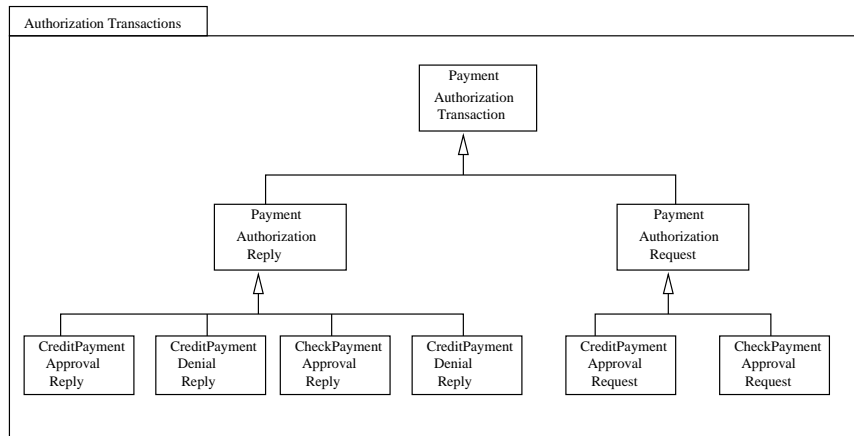 Authorization Transactions
Payment
Authorization
Transaction
Payment
Authorization
Reply
Payment
Authorization
Request
CreditPayment
Approval
Reply
CreditPayment
Denial
Reply
CheckPayment
Approval
Reply
CreditPayment
Denial
Reply
CreditPayment
Approval
Request
CheckPayment
Approval
Request